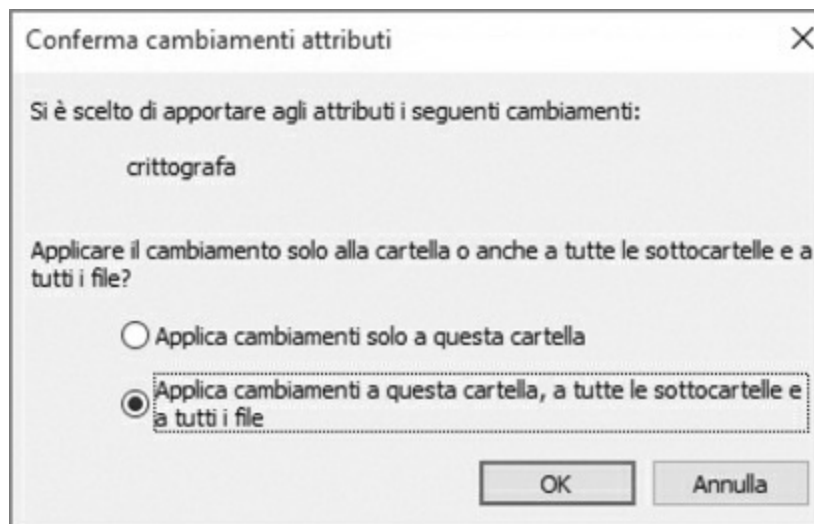 Conferma cambiamenti attributi
Si è scelto di apportare agli attributi i seguenti cambiamenti:
crittografa
Applicare il cambiamento solo alla cartella o anche a tutte le sottocartelle e a
tutti i file?
Applica cambiamenti solo a questa cartella
Applica cambiamenti a questa cartella, a tutte le sottocartelle e
a tutti i file
OK Annulla